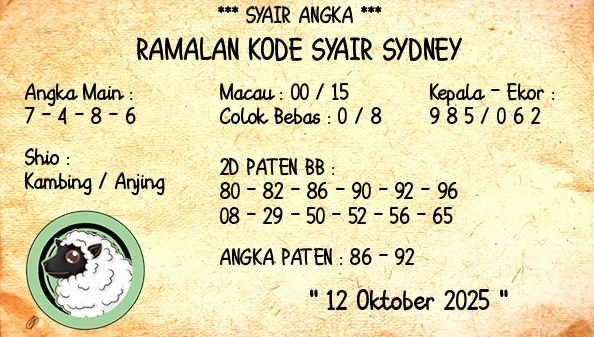 *** SYAIR ANGKA ***
RAMALAN KODE SYAIR SYDNEY
Angka Main :
7 - 4 - 8 - 6
Macau : 00 / 15
Colok Bebas : 0 / 8
Kepala - Ekor :
9 8 5 / 0 6 2
Shio :
Kambing / Anjing
2D PATEN BB :
80 - 82 - 86 - 90 - 92 - 96
08 - 29 - 50 - 52 - 56 - 65
ANGKA PATEN : 86 - 92
" 12 Oktober 2025 "